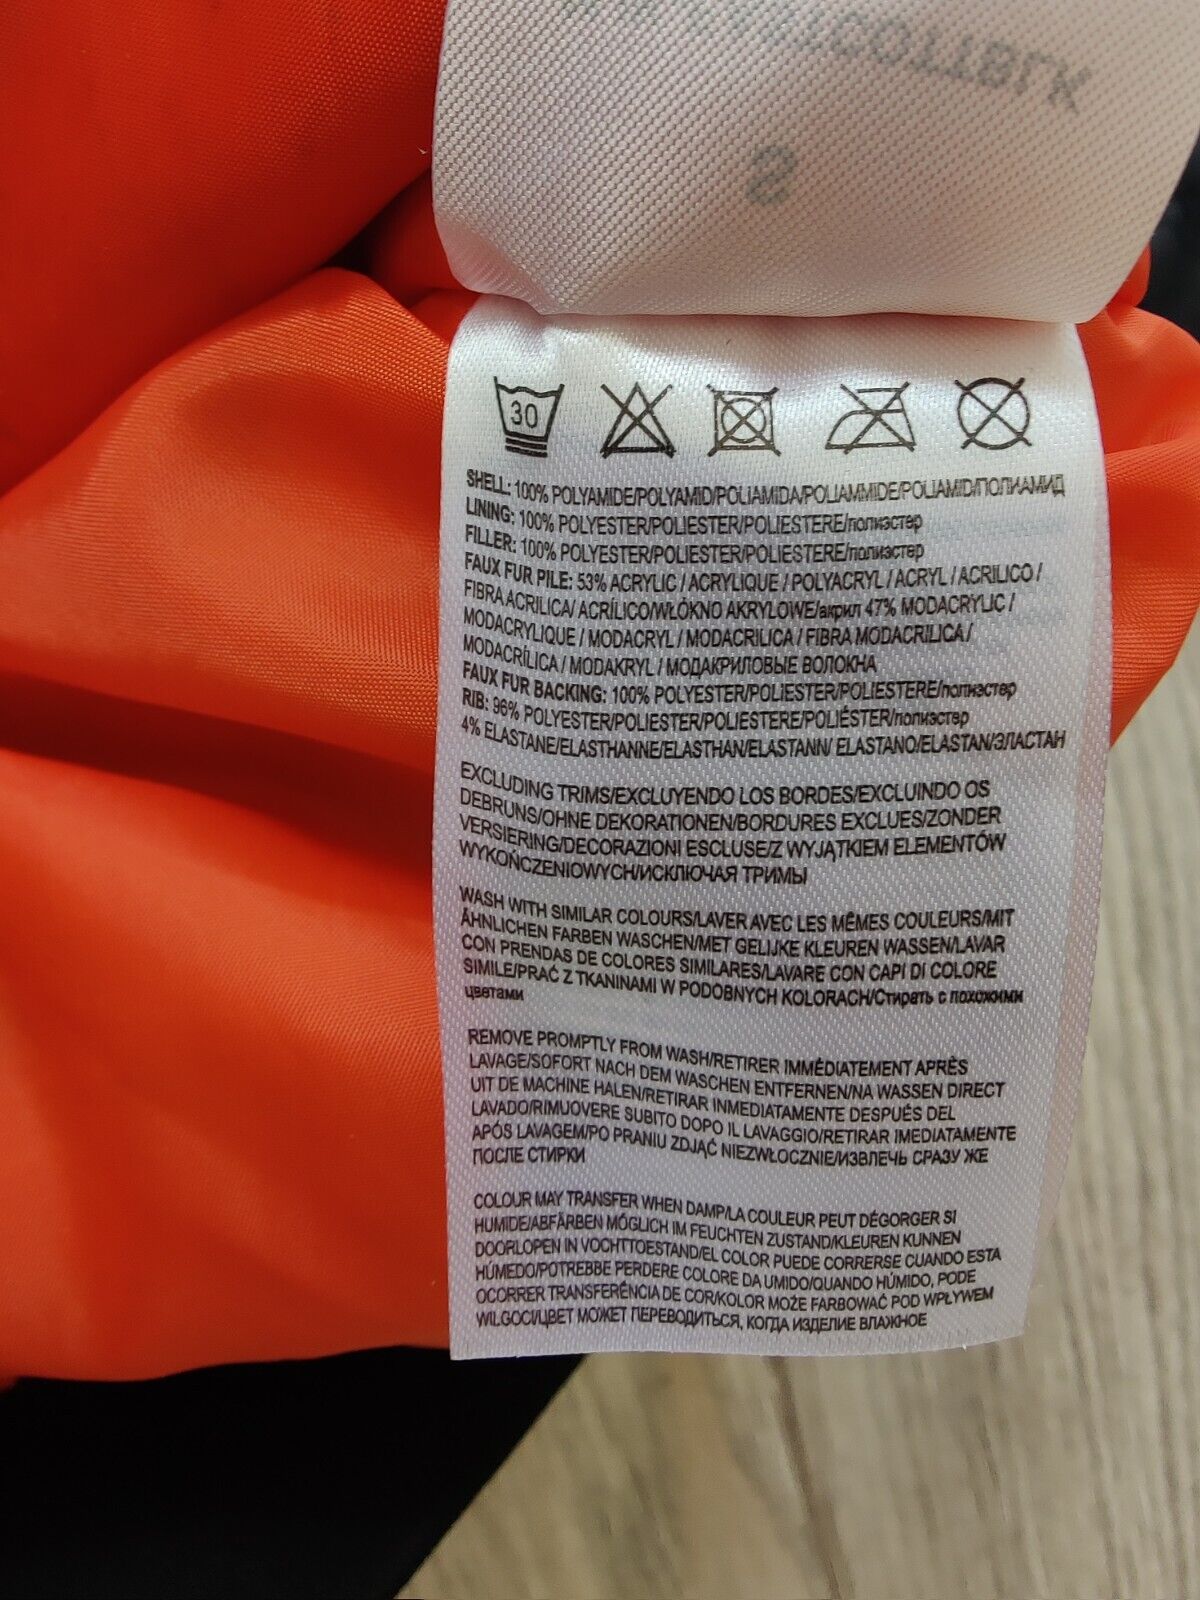 S
30
SHELL: 100% POLYAMIDE/POLYAMID/POLIAMIDA/POLIAMMIDE/POLIAMID/ПОЛИАМИД
LINING: 100% POLYESTER/POLIESTER/POLIESTERE/полиэстер
FILLER: 100% POLYESTER/POLIESTER/POLIESTERE/полиэстер
FAUX FUR PILE: 53% ACRYLIC / ACRYLIQUE / POLYACRYL / ACRYL / ACRILICO /
FIBRA ACRILICA/ ACRÍLICO/WŁÓKNO AKRYLOWE/акрил 47% MODACRYLIC /
MODACRYLIQUE / MODACRYL / MODACRILICA / FIBRA MODACRILICA /
MODACRÍLICA / MODAKRYL / МОДАКРИЛОВЫЕ ВОЛОКНА
FAUX FUR BACKING: 100% POLYESTER/POLIESTER/POLIESTERE/полиэстер
RIB: 96% POLYESTER/POLIESTER/POLIESTERE/POLIÉSTER/полиэстер
4% ELASTANE/ELASTHANNE/ELASTHAN/ELASTANN/ ELASTANO/ELASTAN/ЭЛАСТАН
EXCLUDING TRIMS/EXCLUYENDO LOS BORDES/EXCLUINDO OS
DEBRUNS/OHNE DEKORATIONEN/BORDURES EXCLUES/ZONDER
VERSIERING/DECORAZIONI ESCLUSE/Z WYJĄTKIEM ELEMENTÓW
WYKOŃCZENIOWYCH/ИСКЛЮЧАЯ ТРИМЫ
WASH WITH SIMILAR COLOURS/LAVER AVEC LES MÊMES COULEURS/MIT
ÄHNLICHEN FARBEN WASCHEN/MET GELIJKE KLEUREN WASSEN/LAVAR
CON PRENDAS DE COLORES SIMILARES/LAVARE CON CAPI DI COLORE
SIMILE/PRAĆ Z TKANINAMI W PODOBNYCH KOLORACH/Стирать с похожими
цветами
REMOVE PROMPTLY FROM WASH/RETIRER IMMÉDIATEMENT APRÈS
LAVAGE/SOFORT NACH DEM WASCHEN ENTFERNEN/NA WASSEN DIRECT
UIT DE MACHINE HALEN/RETIRAR INMEDIATAMENTE DESPUÉS DEL
LAVADO/RIMUOVERE SUBITO DOPO IL LAVAGGIO/RETIRAR IMEDIATAMENTE
APÓS LAVAGEM/PO PRANIU ZDJĄĆ NIEZWŁOCZNIE/ИЗВЛЕЧЬ СРАЗУ ЖЕ
ПОСЛЕ СТИРКИ
COLOUR MAY TRANSFER WHEN DAMP/LA COULEUR PEUT DÉGORGER SI
HUMIDE/ABFÄRBEN MÖGLICH IM FEUCHTEN ZUSTAND/KLEUREN KUNNEN
DOORLOPEN IN VOCHTTOESTAND/EL COLOR PUEDE CORRERSE CUANDO ESTA
HÚMEDO/POTREBBE PERDERE COLORE DA UMIDO/QUANDO HÚMIDO, PODE
OCORRER TRANSFERÊNCIA DE COR/KOLOR MOŻE FARBOWAĆ POD WPŁYWEM
WILGOCI/ЦВЕТ МОЖЕТ ПЕРЕВОДИТЬСЯ, КОГДА ИЗДЕЛИЕ ВЛАЖНОЕ